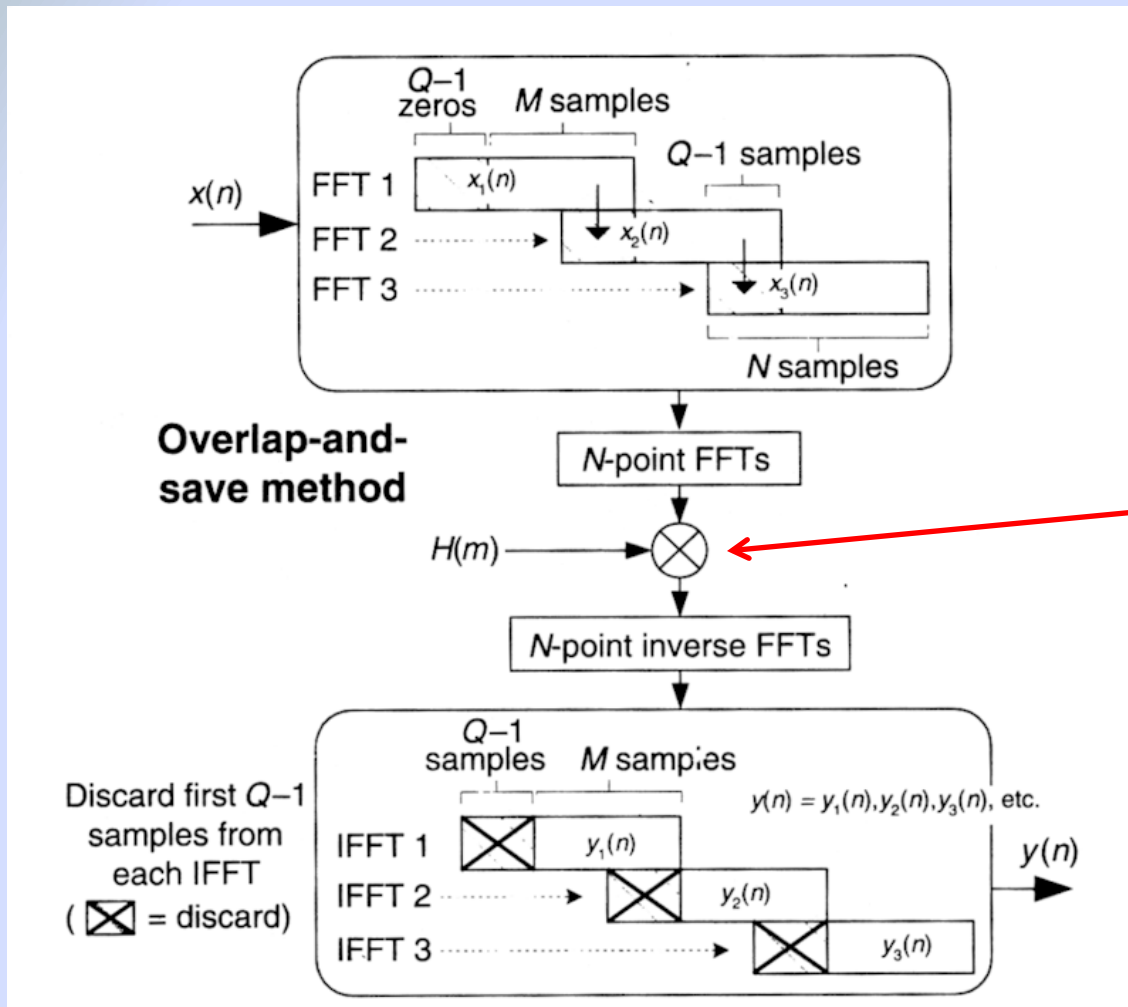 Q–1
zeros
M samples
Q–1 samples
x(n)
FFT 1
x₁(n)
FFT 2
x₂(n)
FFT 3
x₃(n)
N samples
Overlap-and-
save method
N-point FFTs
H(m)
N-point inverse FFTs
Q–1
samples
M samples
Discard first Q–1
samples from
each IFFT
( = discard)
y(n) = y₁(n), y₂(n), y₃(n), etc.
IFFT 1
y₁(n)
y(n)
IFFT 2
y₂(n)
IFFT 3
y₃(n)